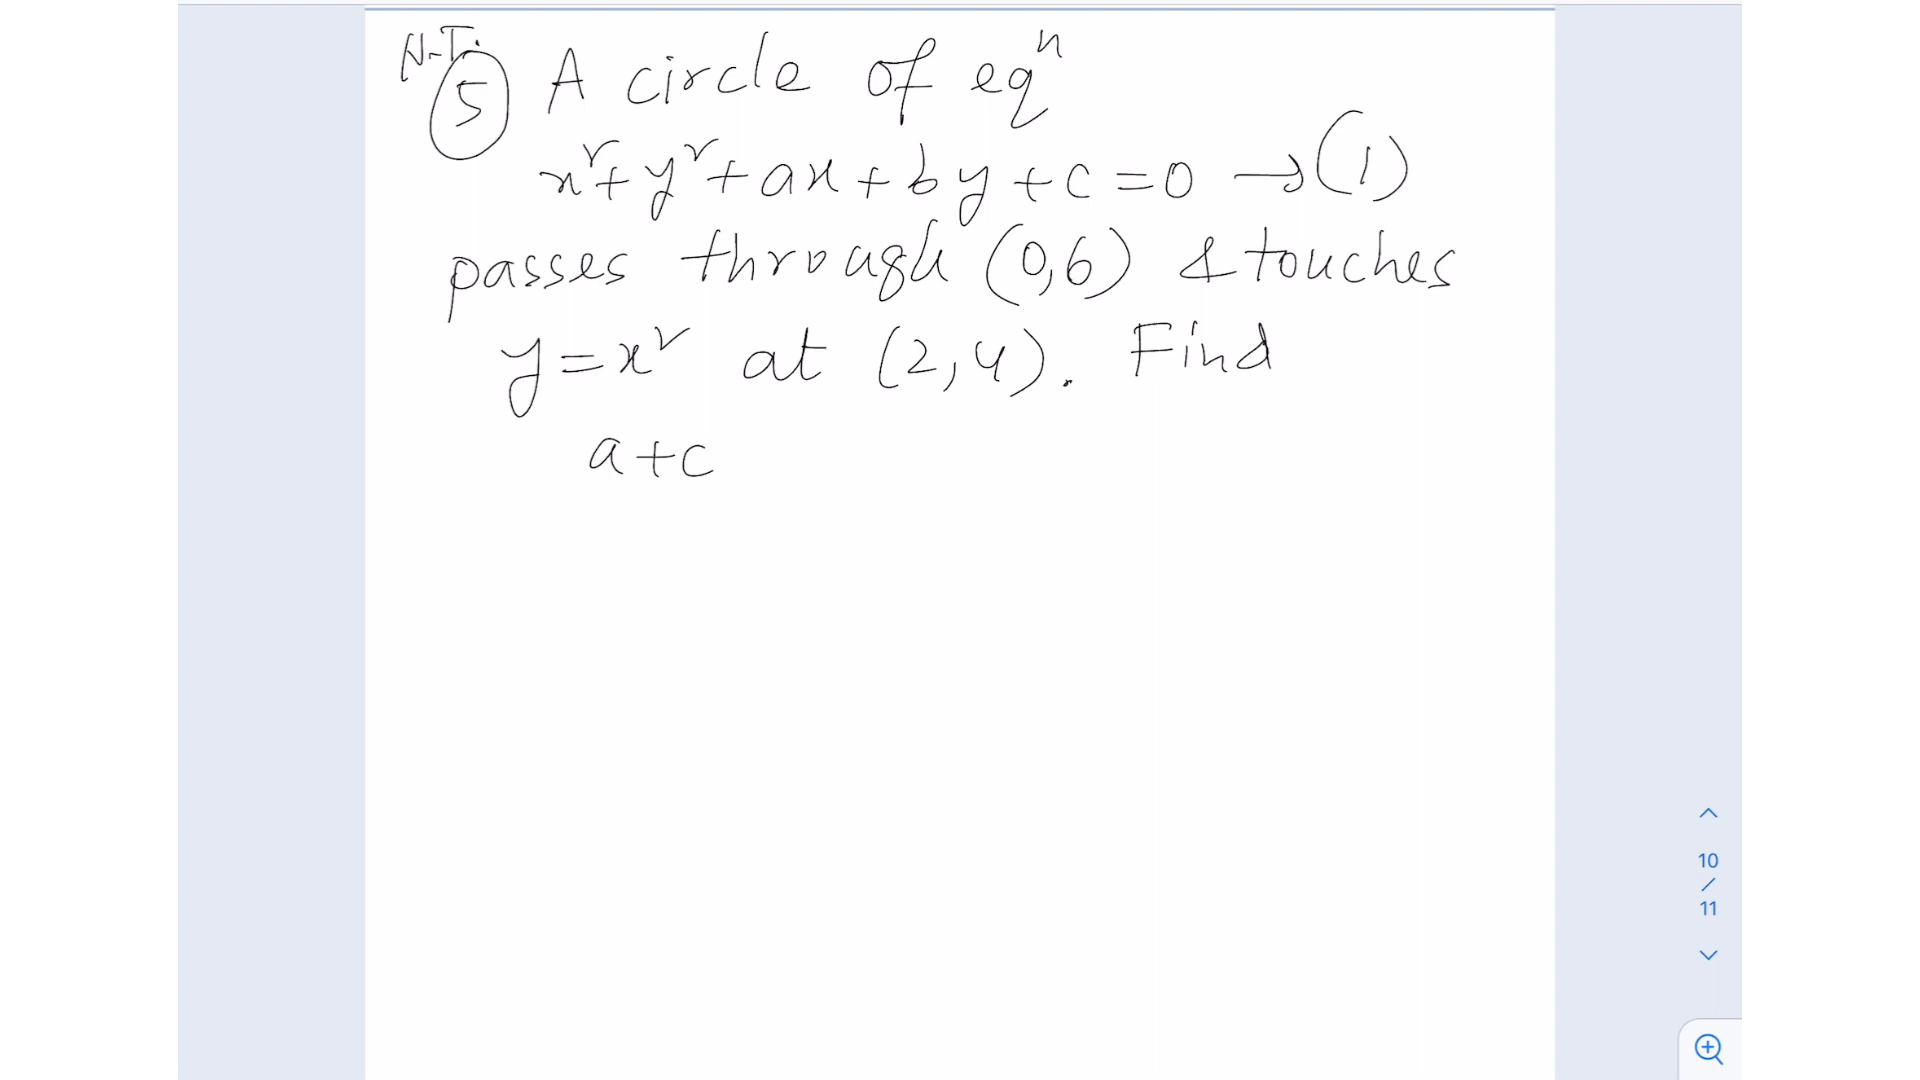 N-T.
5 A circle of eqⁿ
x² + y² + ax + by + c = 0 → (1)
passes through (0,6) & touches
y = x² at (2,4). Find
a + c
10
/
11